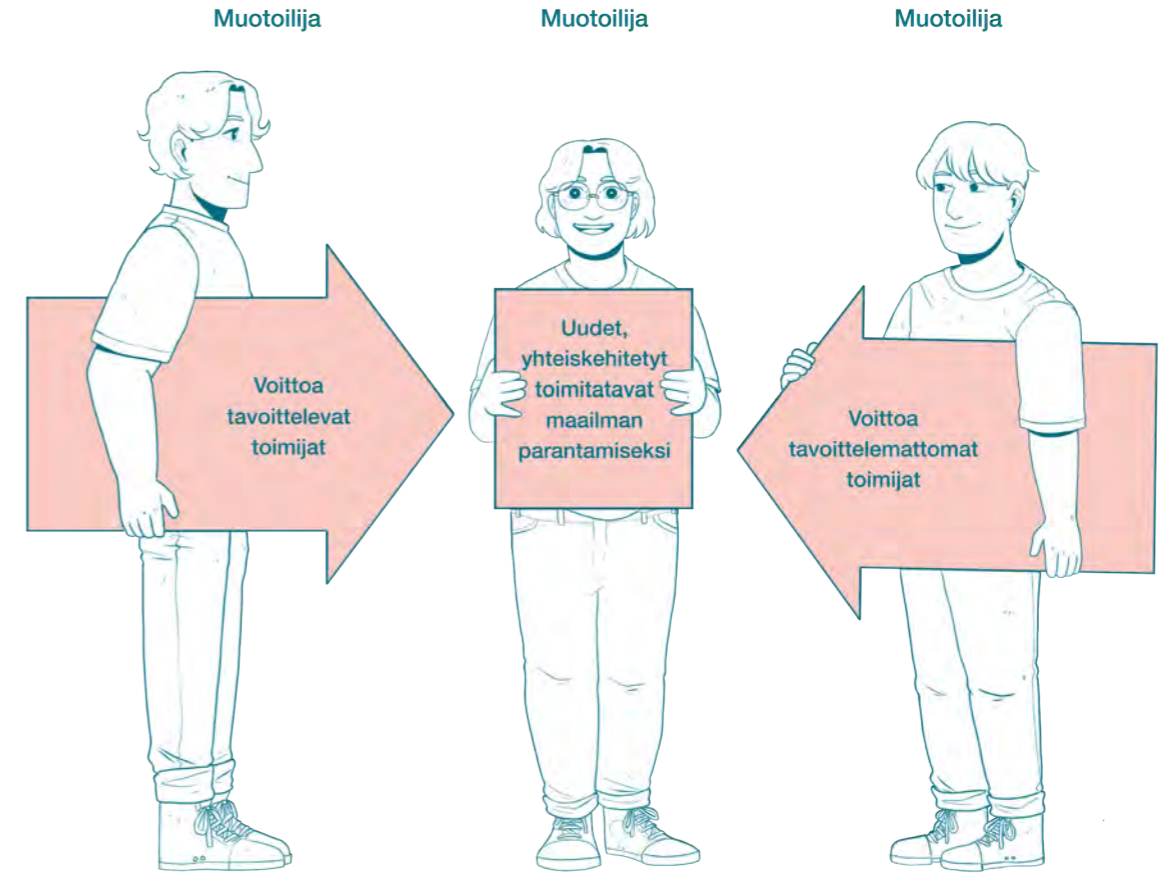 Muotoilija
Muotoilija
Muotoilija
Voittoa
tavoittelevat
toimijat
Uudet,
yhteiskehitetyt
toimitatavat
maailman
parantamiseksi
Voittoa
tavoittelemattomat
toimijat